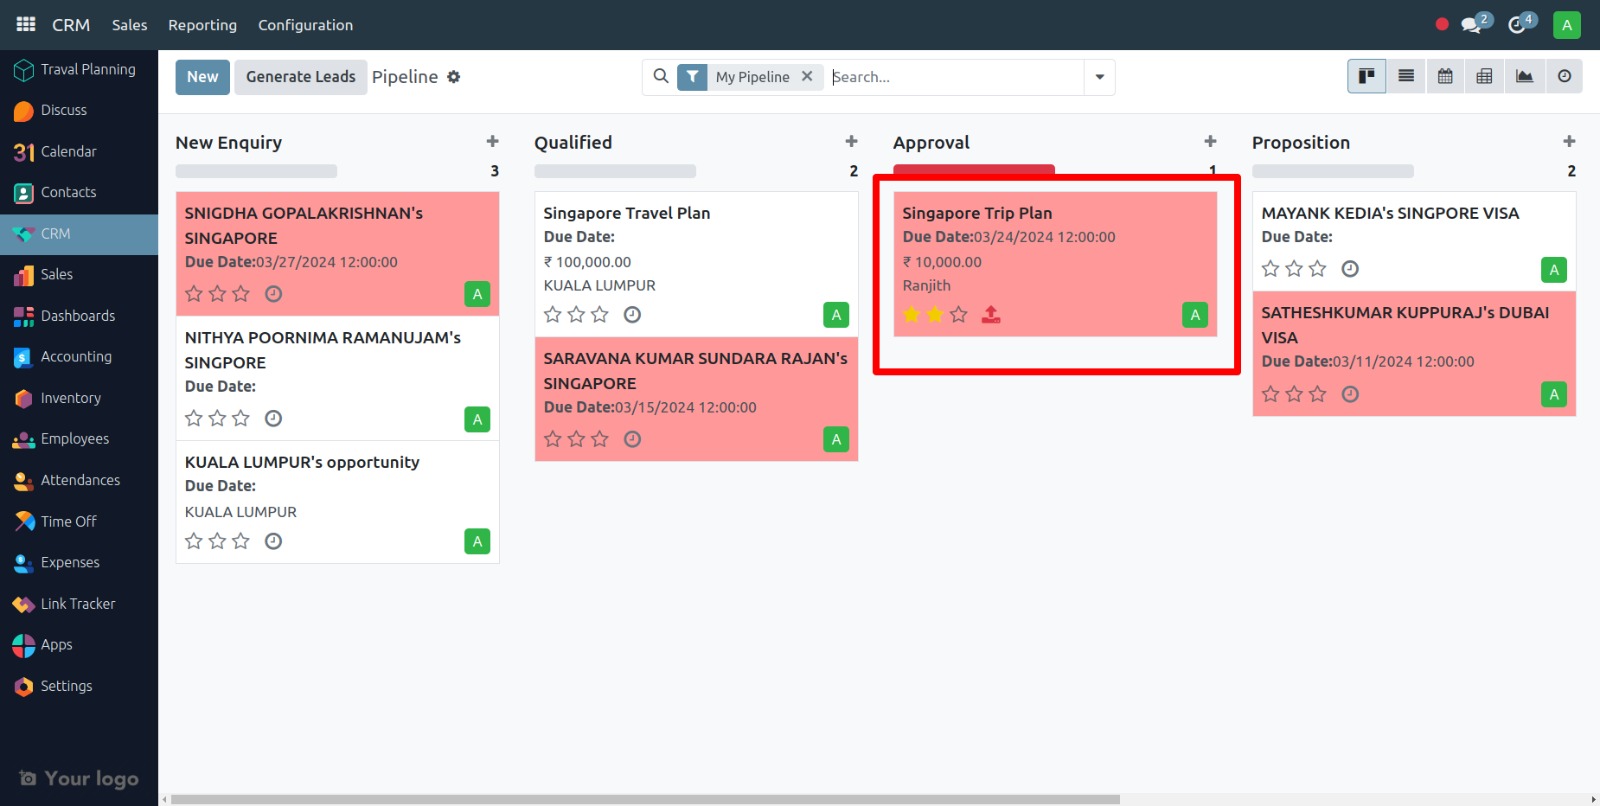 CRM Sales Reporting Configuration 2 4 A
Traval Planning
Discuss
31 Calendar
Contacts
CRM
Sales
Dashboards
Accounting
Inventory
Employees
Attendances
Time Off
Expenses
Link Tracker
Apps
Settings
Your logo
New Generate Leads Pipeline My Pipeline Search...
New Enquiry
3
SNIGDHA GOPALAKRISHNAN's
SINGAPORE
Due Date:03/27/2024 12:00:00
A
NITHYA POORNIMA RAMANUJAM's
SINGPORE
Due Date:
A
KUALA LUMPUR's opportunity
Due Date:
KUALA LUMPUR
A
Qualified
2
Singapore Travel Plan
Due Date:
₹ 100,000.00
KUALA LUMPUR
A
SARAVANA KUMAR SUNDARA RAJAN's
SINGAPORE
Due Date:03/15/2024 12:00:00
A
Approval
1
Singapore Trip Plan
Due Date:03/24/2024 12:00:00
₹ 10,000.00
Ranjith
A
Proposition
2
MAYANK KEDIA's SINGPORE VISA
Due Date:
A
SATHESHKUMAR KUPPURAJ's DUBAI
VISA
Due Date:03/11/2024 12:00:00
A